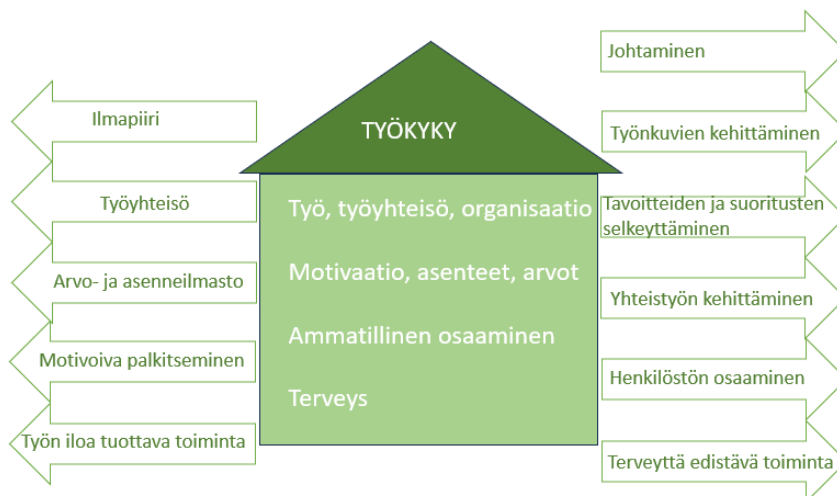 Ilmapiiri
Työyhteisö
Arvo- ja asenneilmasto
Motivoiva palkitseminen
Työn iloa tuottava toiminta
TYÖKYKY
Työ, työyhteisö, organisaatio
Motivaatio, asenteet, arvot
Ammatillinen osaaminen
Terveys
Johtaminen
Työnkuvien kehittäminen
Tavoitteiden ja suoritusten
selkeyttäminen
Yhteistyön kehittäminen
Henkilöstön osaaminen
Terveyttä edistävä toiminta